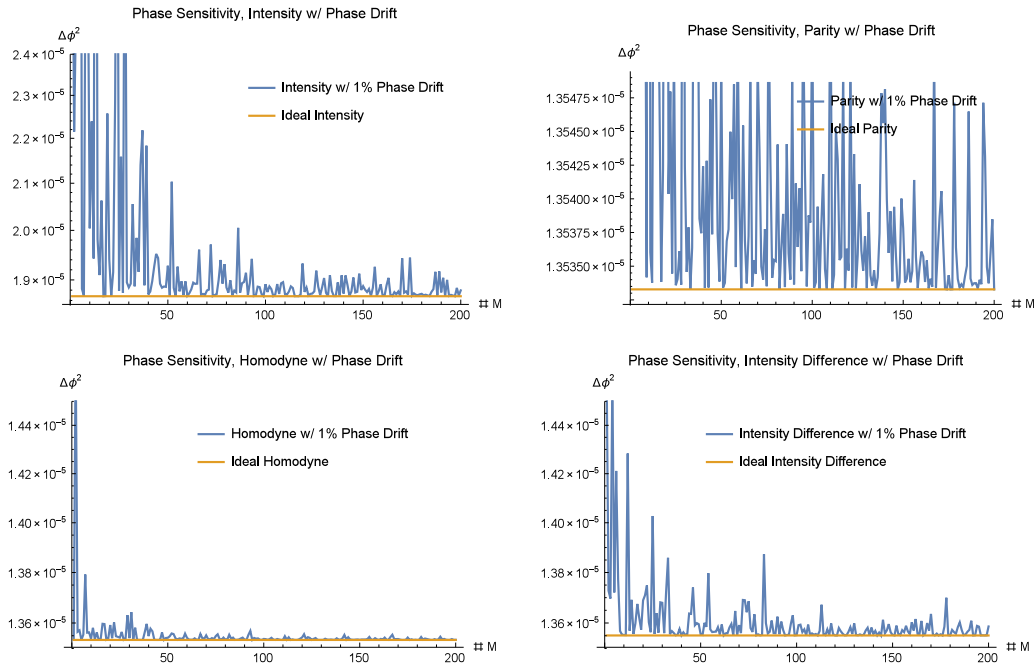 Phase Sensitivity, Intensity w/ Phase Drift
Δϕ²
2.4 × 10⁻⁵
2.3 × 10⁻⁵
2.2 × 10⁻⁵
2.1 × 10⁻⁵
2.0 × 10⁻⁵
1.9 × 10⁻⁵
Intensity w/ 1% Phase Drift
Ideal Intensity
50 100 150 200
# M
Phase Sensitivity, Parity w/ Phase Drift
Δϕ²
1.35475 × 10⁻⁵
1.35450 × 10⁻⁵
1.35425 × 10⁻⁵
1.35400 × 10⁻⁵
1.35375 × 10⁻⁵
1.35350 × 10⁻⁵
Parity w/ 1% Phase Drift
Ideal Parity
50 100 150 200
# M
Phase Sensitivity, Homodyne w/ Phase Drift
Δϕ²
1.44 × 10⁻⁵
1.42 × 10⁻⁵
1.40 × 10⁻⁵
1.38 × 10⁻⁵
1.36 × 10⁻⁵
Homodyne w/ 1% Phase Drift
Ideal Homodyne
50 100 150 200
# M
Phase Sensitivity, Intensity Difference w/ Phase Drift
Δϕ²
1.44 × 10⁻⁵
1.42 × 10⁻⁵
1.40 × 10⁻⁵
1.38 × 10⁻⁵
1.36 × 10⁻⁵
Intensity Difference w/ 1% Phase Drift
Ideal Intensity Difference
50 100 150 200
# M